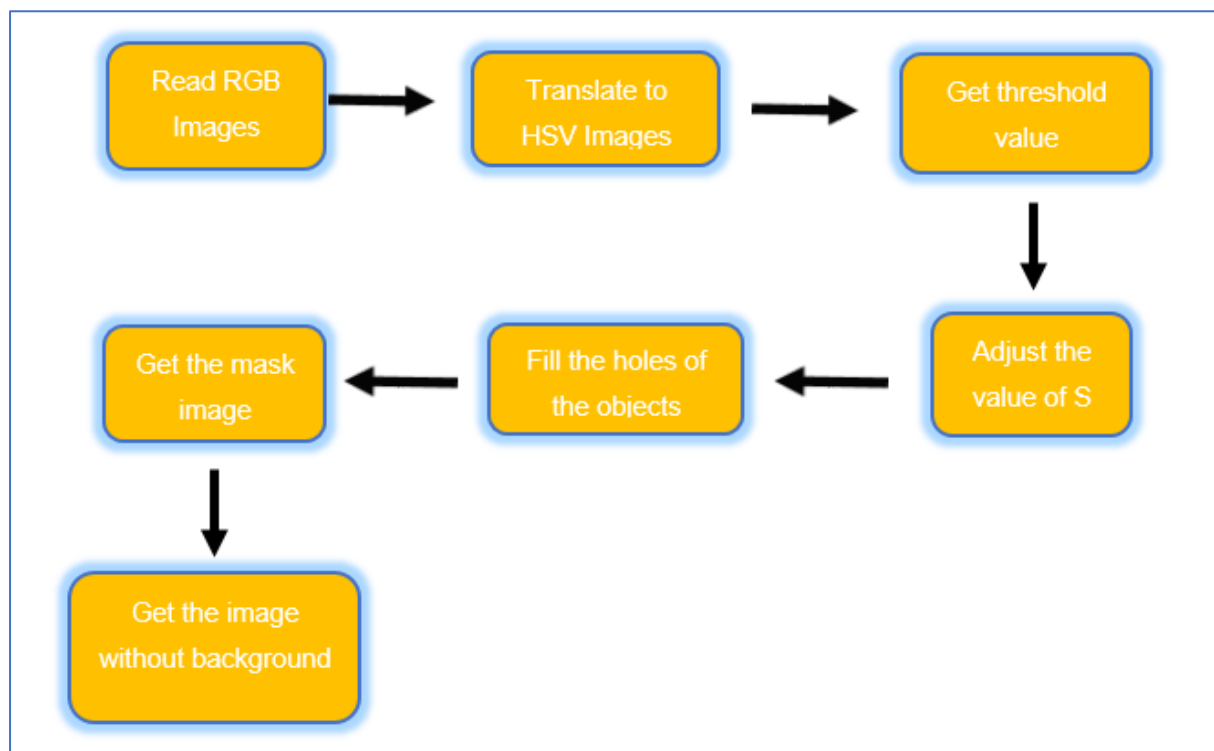 Read RGB
Images
Translate to
HSV Images
Get threshold
value
Adjust the
value of S
Fill the holes of
the objects
Get the mask
image
Get the image
without background